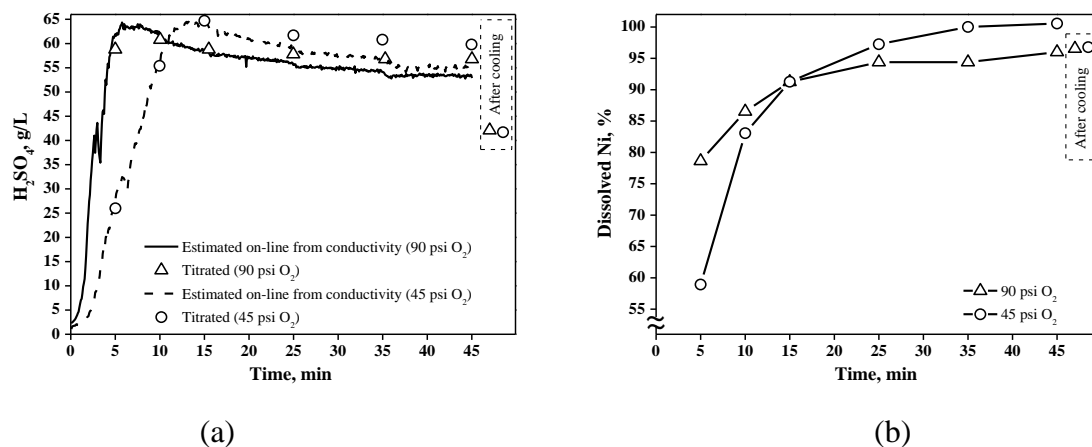 65
60
55
50
45
40
35
30
25
20
15
10
5
0
H₂SO₄, g/L
After cooling
Estimated on-line from conductivity (90 psi O₂)
Titrated (90 psi O₂)
Estimated on-line from conductivity (45 psi O₂)
Titrated (45 psi O₂)
0 5 10 15 20 25 30 35 40 45
Time, min
(a)
100
95
90
85
80
75
70
65
60
55
Dissolved Ni, %
After cooling
90 psi O₂
45 psi O₂
0 5 10 15 20 25 30 35 40 45
Time, min
(b)